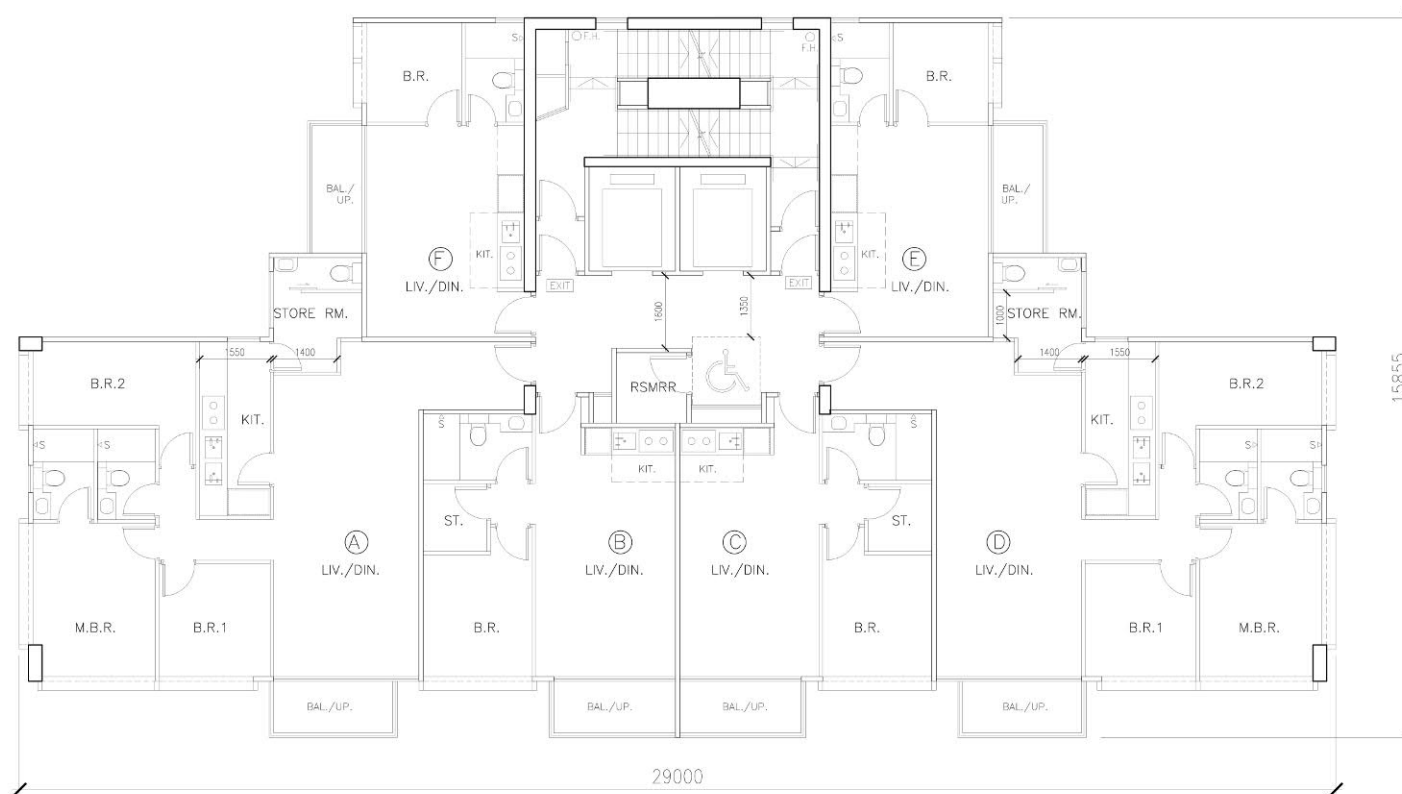 S
F.H.
F.H.
S
B.R.
B.R.
BAL./
UP.
BAL./
UP.
KIT.
KIT.
F
LIV./DIN.
E
LIV./DIN.
EXIT
EXIT
1600
1350
1000
STORE RM.
STORE RM.
1550
1400
1400
1550
15855
B.R.2
RSMRR
B.R.2
KIT.
KIT.
S
S
S
S
S
S
KIT.
KIT.
ST.
ST.
A
LIV./DIN.
B
LIV./DIN.
C
LIV./DIN.
D
LIV./DIN.
M.B.R.
B.R.1
B.R.
B.R.
B.R.1
M.B.R.
BAL./UP.
BAL./UP.
BAL./UP.
BAL./UP.
29000